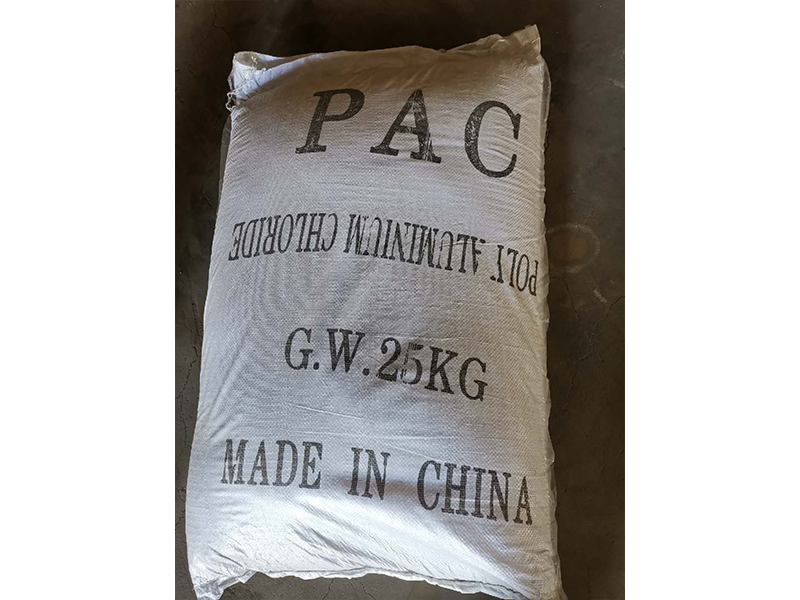 PAC
POLY ALUMINIUM CHLORIDE
G.W.25KG
MADE IN CHINA